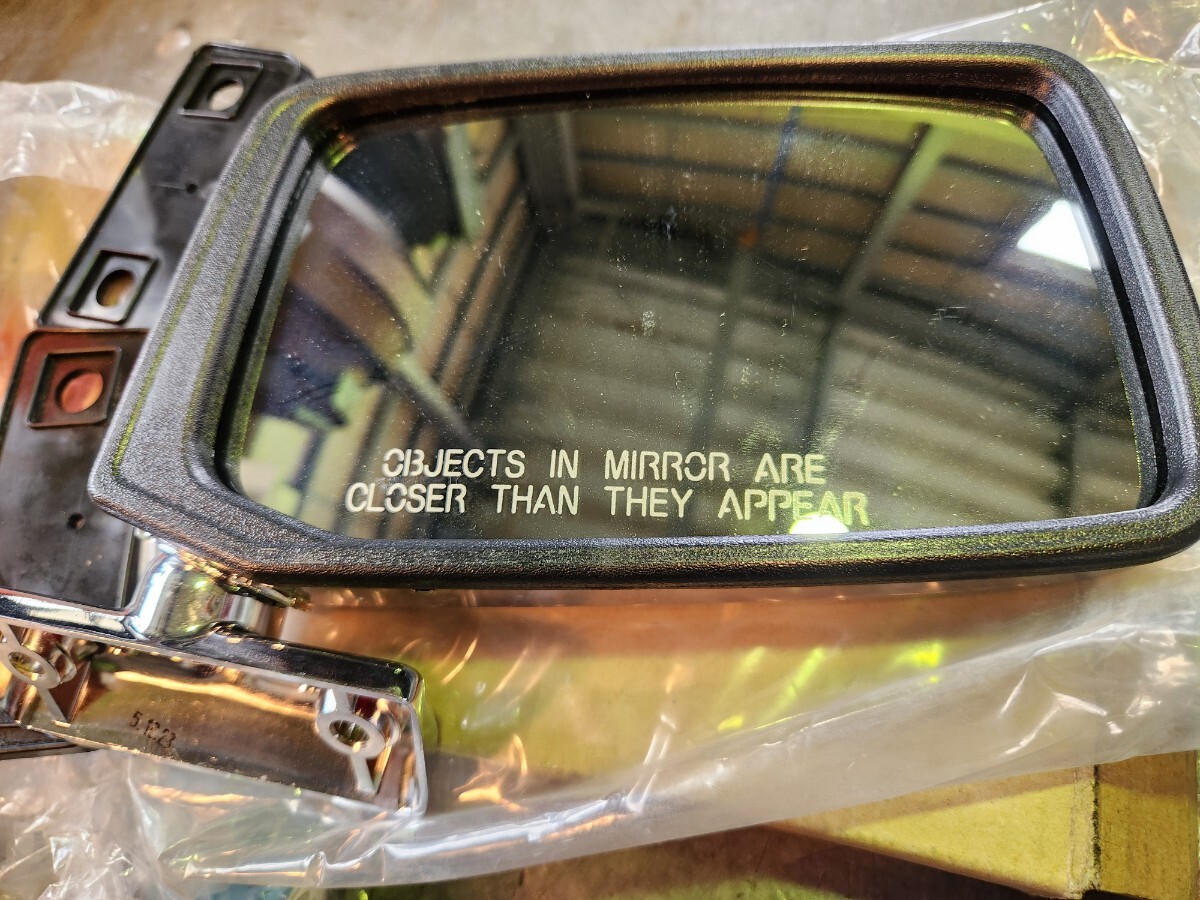 OBJECTS IN MIRROR ARE
CLOSER THAN THEY APPEAR